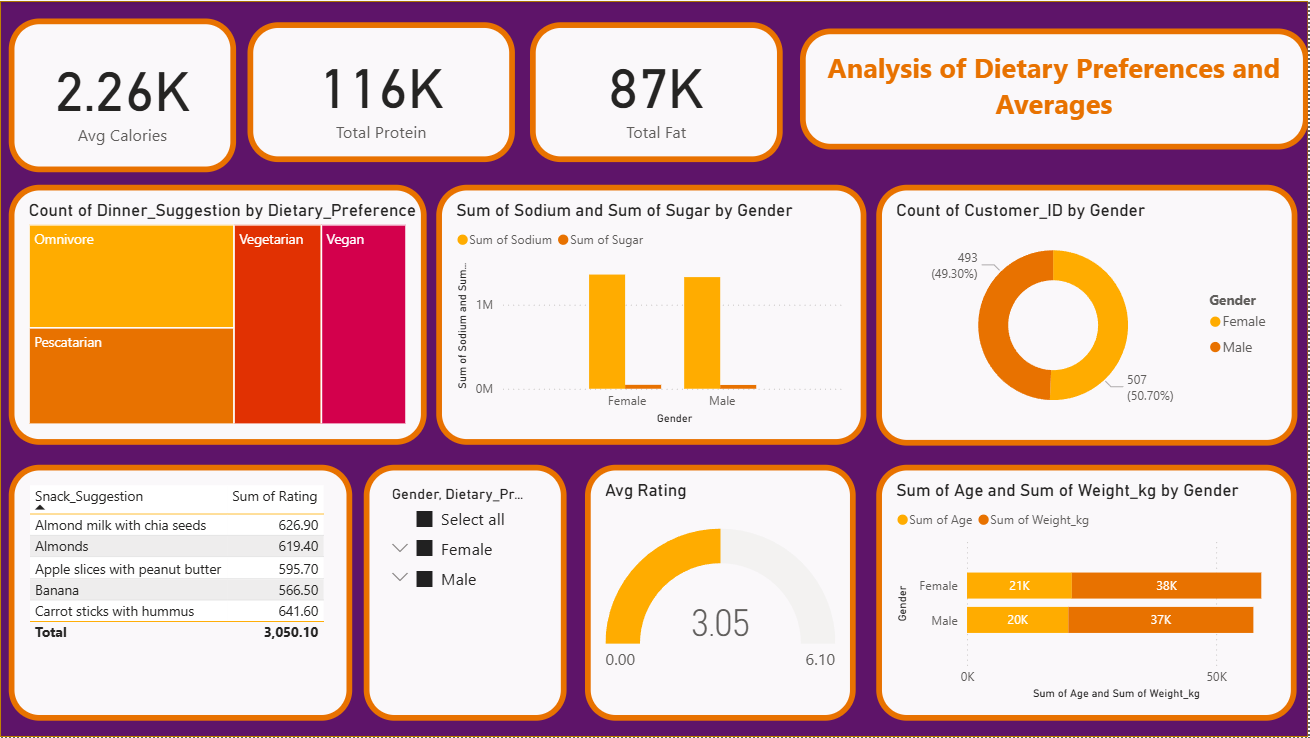 2.26K
Avg Calories
116K
Total Protein
87K
Total Fat
Analysis of Dietary Preferences and
Averages
Count of Dinner_Suggestion by Dietary_Preference
Omnivore
Pescatarian
Vegetarian
Vegan
Sum of Sodium and Sum of Sugar by Gender
Sum of Sodium Sum of Sugar
Sum of Sodium and Sum...
1M
0M
Female
Male
Gender
Count of Customer_ID by Gender
493
(49.30%)
507
(50.70%)
Gender
Female
Male
Snack_Suggestion Sum of Rating
Almond milk with chia seeds 626.90
Almonds 619.40
Apple slices with peanut butter 595.70
Banana 566.50
Carrot sticks with hummus 641.60
Total 3,050.10
Gender, Dietary_Pr...
Select all
Female
Male
Avg Rating
3.05
0.00
6.10
Sum of Age and Sum of Weight_kg by Gender
Sum of Age Sum of Weight_kg
Gender
Female 21K 38K
Male 20K 37K
0K 50K
Sum of Age and Sum of Weight_kg